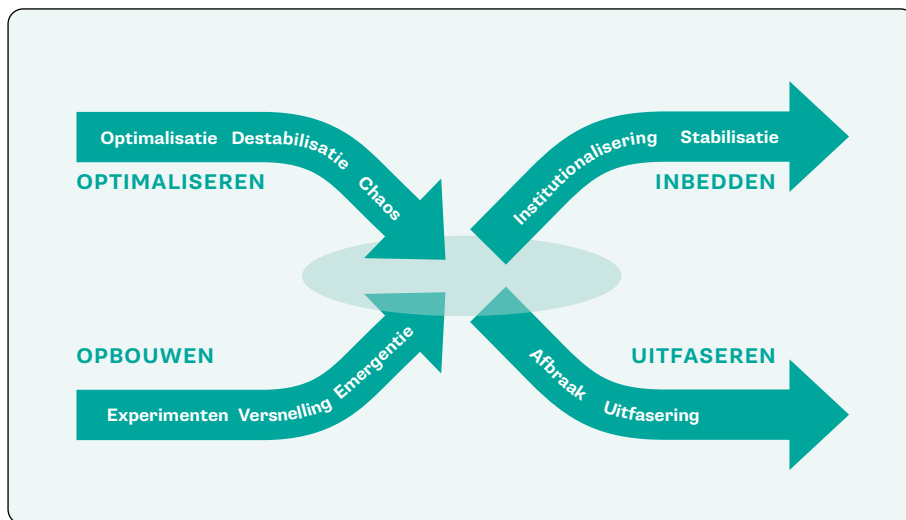 Optimalisatie Destabilisatie Chaos
OPTIMALISEREN
Institutionalisering Stabilisatie
INBEDDEN
OPBOUWEN
Experimenten Versnelling Emergentie
UITFASEREN
Afbraak Uitfasering